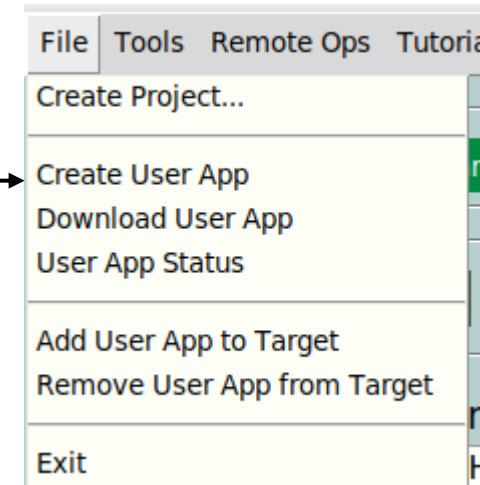 File Tools Remote Ops
Create Project...
Create User App
Download User App
User App Status
Add User App to Target
Remove User App from Target
Exit